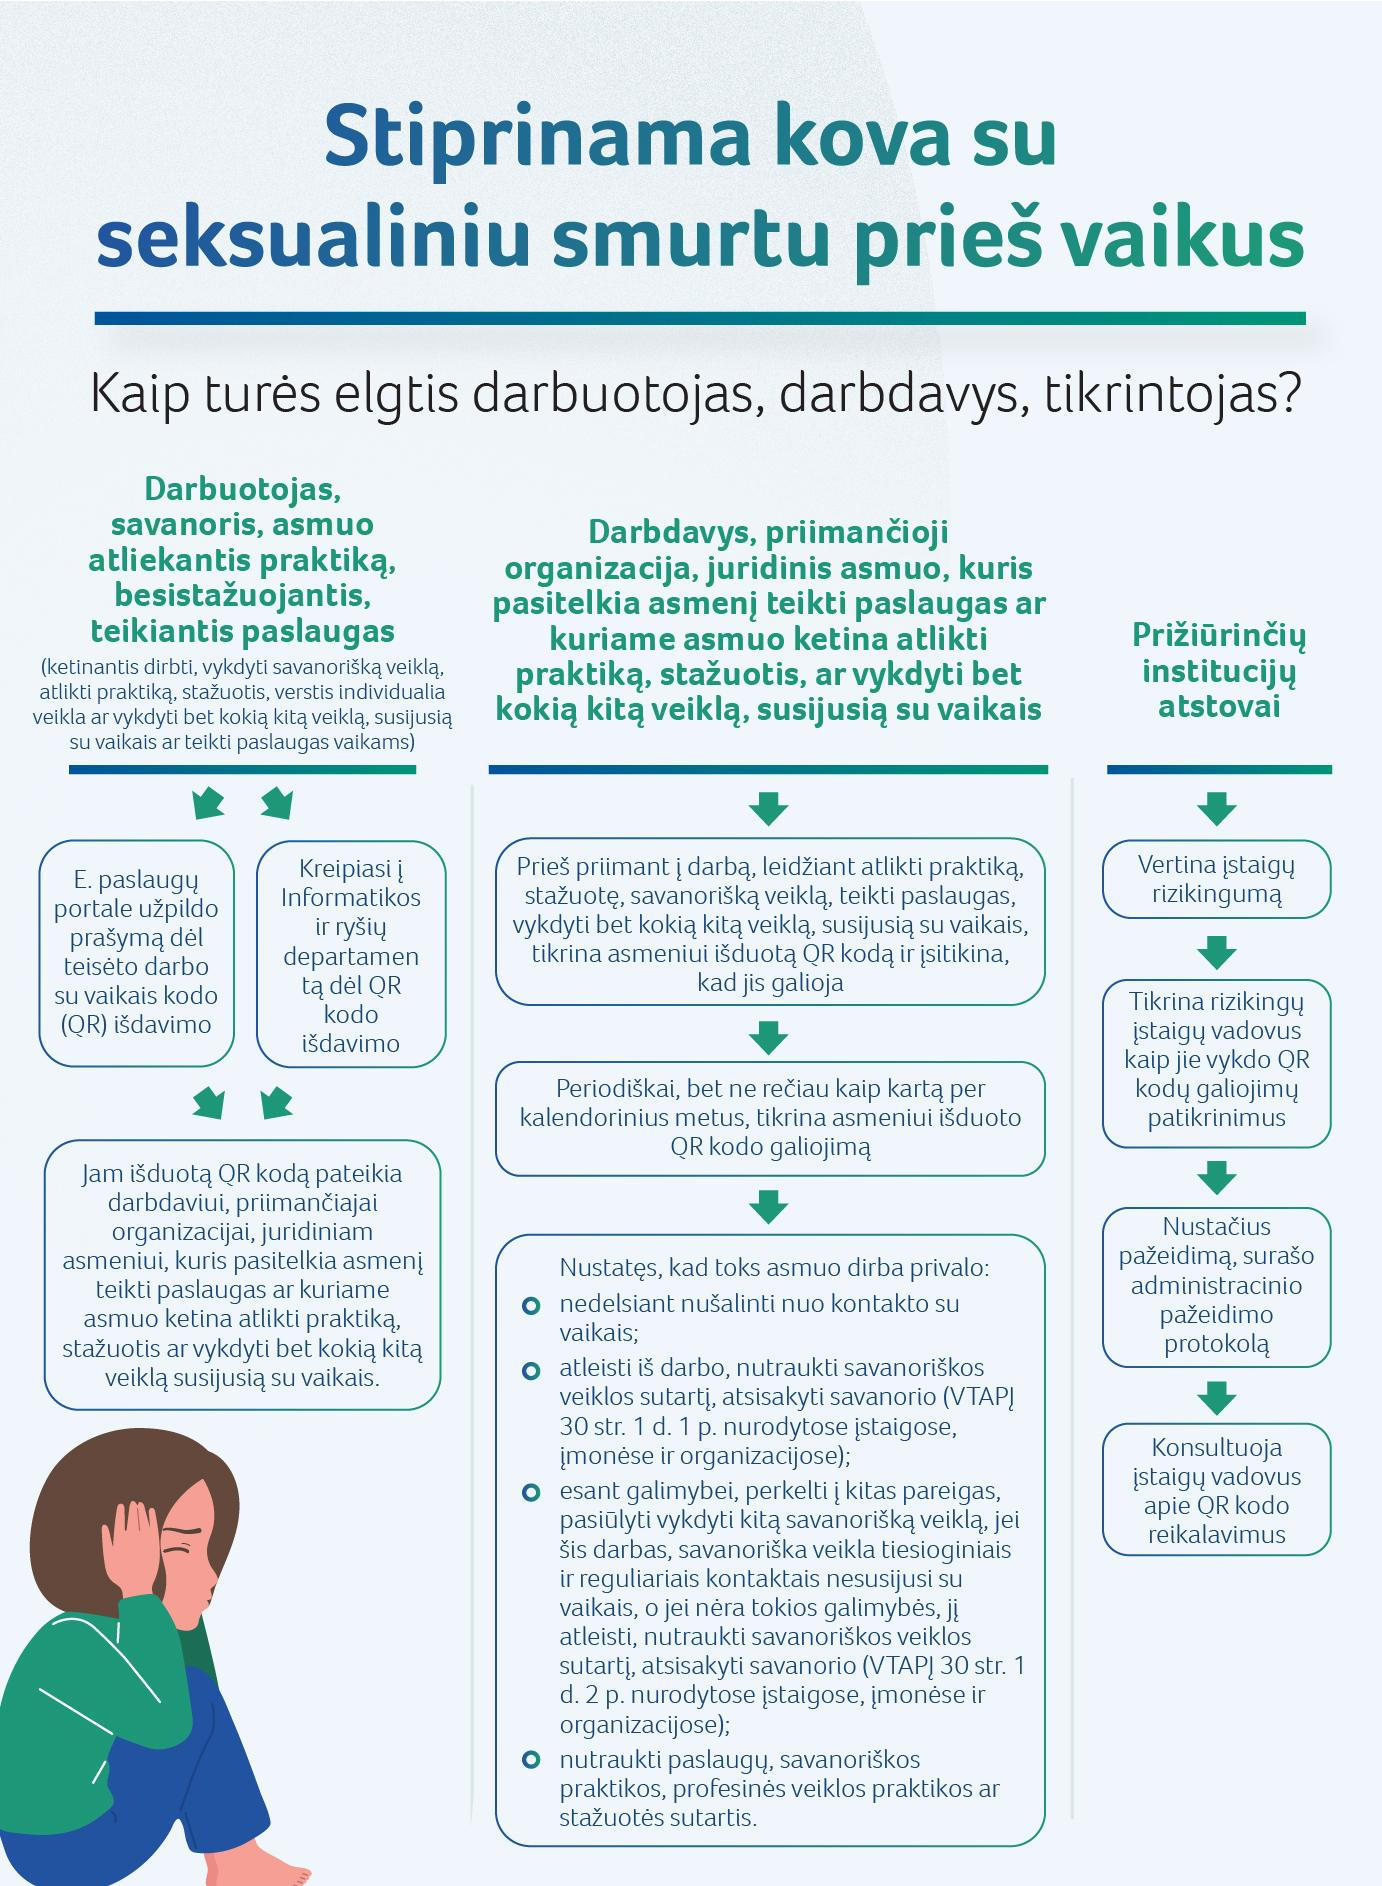 Stiprinama kova su
seksualiniu smurtu prieš vaikus
Kaip turės elgtis darbuotojas, darbdavys, tikrintojas?
Darbuotojas,
savanoris, asmuo
atliekantis praktiką,
besistažuojantis,
teikiantis paslaugas
(ketinantis dirbti, vykdyti savanorišką veiklą,
atlikti praktiką, stažuotis, verstis individualia
veikla ar vykdyti bet kokią kitą veiklą, susijusią
su vaikais ar teikti paslaugas vaikams)
E. paslaugų
portale užpildo
prašymą dėl
teisėto darbo
su vaikais kodo
(QR) išdavimo
Kreipiasi į
Informatikos
ir ryšių
departamen
tą dėl QR
kodo
išdavimo
Jam išduotą QR kodą pateikia
darbdaviui, priimančiajai
organizacijai, juridiniam
asmeniui, kuris pasitelkia asmenį
teikti paslaugas ar kuriame
asmuo ketina atlikti praktiką,
stažuotis ar vykdyti bet kokią kitą
veiklą susijusią su vaikais.
Darbdavys, priimančioji
organizacija, juridinis asmuo, kuris
pasitelkia asmenį teikti paslaugas ar
kuriame asmuo ketina atlikti
praktiką, stažuotis, ar vykdyti bet
kokią kitą veiklą, susijusią su vaikais
Prieš priimant į darbą, leidžiant atlikti praktiką,
stažuotę, savanorišką veiklą, teikti paslaugas,
vykdyti bet kokią kitą veiklą, susijusią su vaikais,
tikrina asmeniui išduotą QR kodą ir įsitikina,
kad jis galioja
Periodiškai, bet ne rečiau kaip kartą per
kalendorinius metus, tikrina asmeniui išduoto
QR kodo galiojimą
Nustatęs, kad toks asmuo dirba privalo:
nedelsiant nušalinti nuo kontakto su
vaikais;
atleisti iš darbo, nutraukti savanoriškos
veiklos sutartį, atsisakyti savanorio (VTAPĮ
30 str. 1 d. 1 p. nurodytose įstaigose,
įmonėse ir organizacijose);
esant galimybei, perkelti į kitas pareigas,
pasiūlyti vykdyti kitą savanorišką veiklą, jei
šis darbas, savanoriška veikla tiesioginiais
ir reguliariais kontaktais nesusijusi su
vaikais, o jei nėra tokios galimybės, jį
atleisti, nutraukti savanoriškos veiklos
sutartį, atsisakyti savanorio (VTAPĮ 30 str. 1
d. 2 p. nurodytose įstaigose, įmonėse ir
organizacijose);
nutraukti paslaugų, savanoriškos
praktikos, profesinės veiklos praktikos ar
stažuotės sutartis.
Prižiūrinčių
institucijų
atstovai
Vertina įstaigų
rizikingumą
Tikrina rizikingų
įstaigų vadovus
kaip jie vykdo QR
kodų galiojimų
patikrinimus
Nustačius
pažeidimą, surašo
administracinio
pažeidimo
protokolą
Konsultuoja
įstaigų vadovus
apie QR kodo
reikalavimus